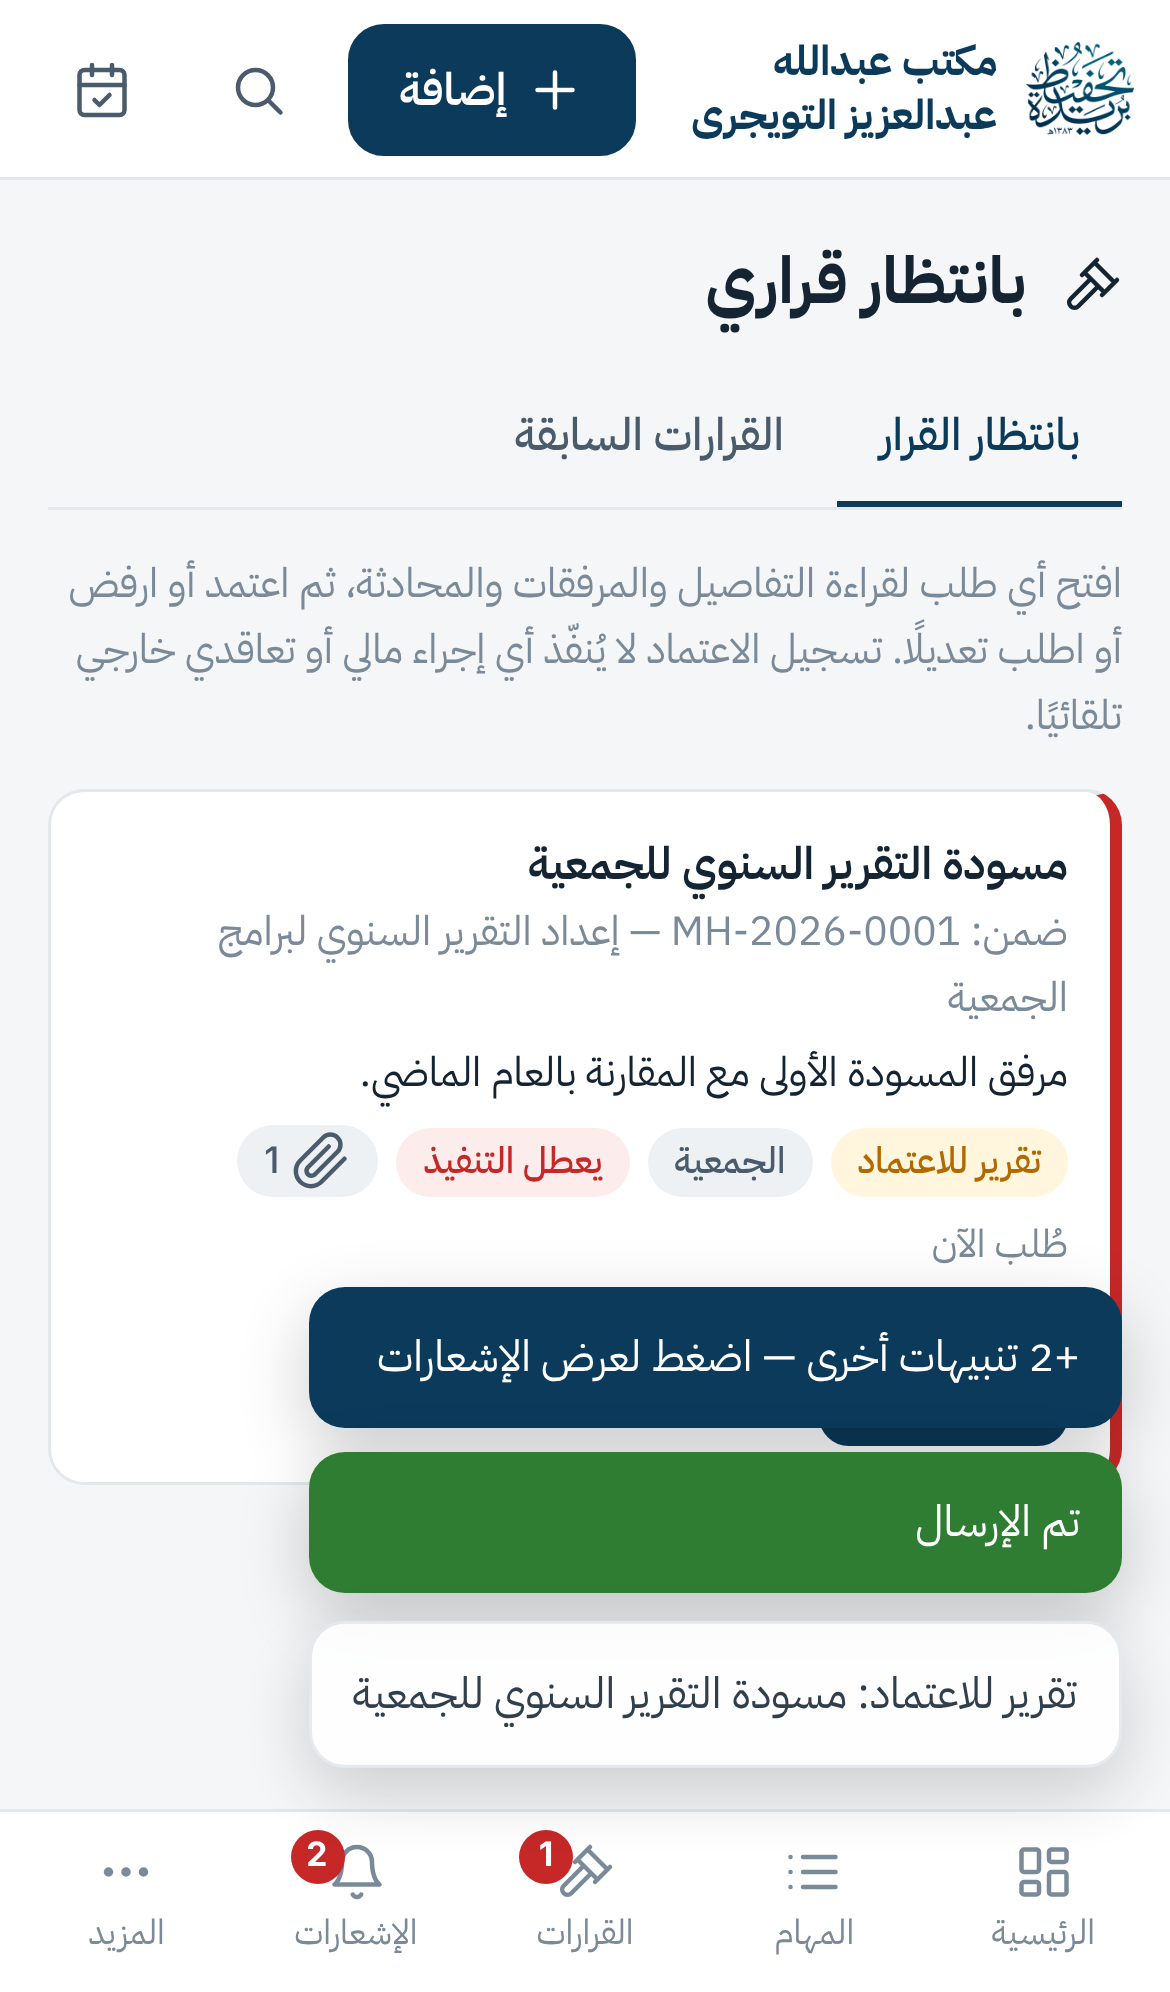 تحفيظ بريدة
١٣٨٣هـ
مكتب عبدالله
عبدالعزيز التويجرى
إضافة
بانتظار قراري
بانتظار القرار
القرارات السابقة
افتح أي طلب لقراءة التفاصيل والمرفقات والمحادثة، ثم اعتمد أو ارفض
أو اطلب تعديلًا. تسجيل الاعتماد لا يُنفّذ أي إجراء مالي أو تعاقدي خارجي
تلقائيًا.
مسودة التقرير السنوي للجمعية
ضمن: MH-2026-0001 — إعداد التقرير السنوي لبرامج
الجمعية
مرفق المسودة الأولى مع المقارنة بالعام الماضي.
تقرير للاعتماد
الجمعية
يعطل التنفيذ
1
طُلب الآن
+2 تنبيهات أخرى — اضغط لعرض الإشعارات
تم الإرسال
تقرير للاعتماد: مسودة التقرير السنوي للجمعية
الرئيسية
المهام
1
القرارات
2
الإشعارات
المزيد